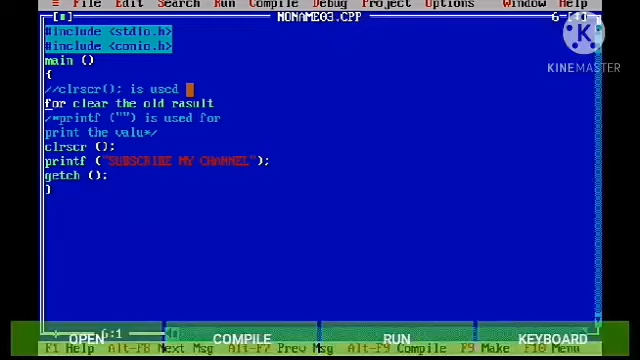 ≡ File Edit Search Run Compile Debug Project Options Window Help
[■] NONAME03.CPP 6-[↕]
KINEMASTER
#include <stdio.h>
#include <conio.h>
main ()
{
//clrscr(); is used
for clear the old rasult
/*printf ("") is used for
print the valu*/
clrscr ();
printf ("SUBSCRIBE MY CHANNEL");
getch ();
}
6:1
OPEN COMPILE RUN KEYBOARD
F1 Help Alt-F8 Next Msg Alt-F7 Prev Msg Alt-F9 Compile F9 Make F10 Menu